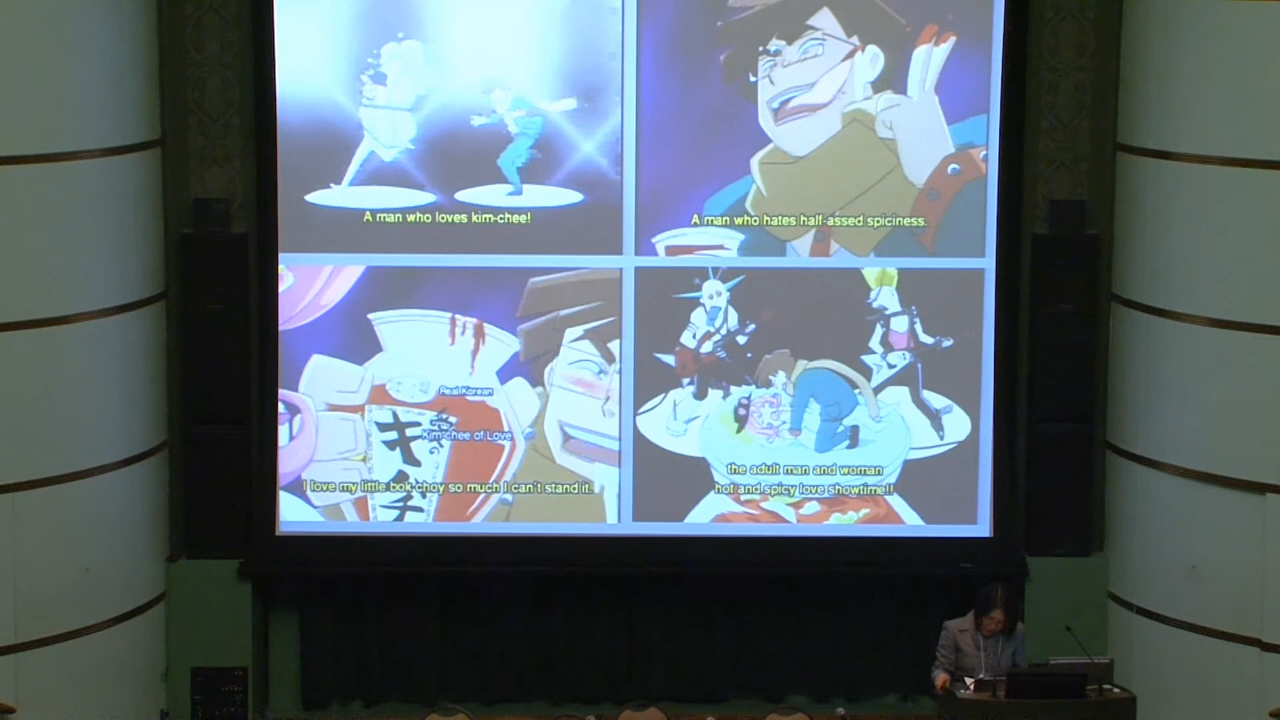 A man who loves kim-chee!
A man who hates half-assed spiciness.
Real Korean
Kim-chee of Love
キ
I love my little bok choy so much I can't stand it.
the adult man and woman
hot and spicy love showtime!!